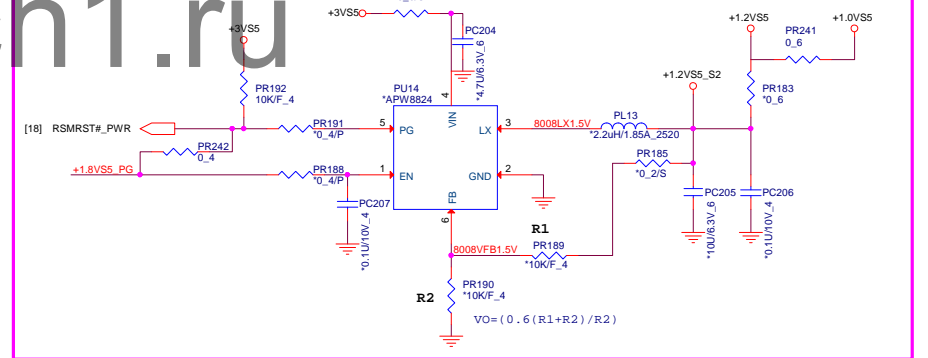 ch1.ru
+3VS5
+3VS5
PC204
*4.7U/6.3V_6
PR192
10K/F_4
PU14
*APW8824
4
VIN
[18] RSMRST#_PWR
PR191
*0_4/P
5
PG
LX
3
8008LX1.5V
PL13
*2.2uH/1.85A_2520
+1.2VS5_S2
+1.2VS5
PR241
0_6
+1.0VS5
PR183
*0_6
PR242
0_4
+1.8VS5_PG
PR188
*0_4/P
1
EN
GND
2
PC207
*0.1U/10V_4
FB
6
PR185
*0_2/S
PC205
*10U/6.3V_6
PC206
*0.1U/10V_4
R1
8008VFB1.5V
PR189
*10K/F_4
R2
PR190
*10K/F_4
VO=(0.6(R1+R2)/R2)